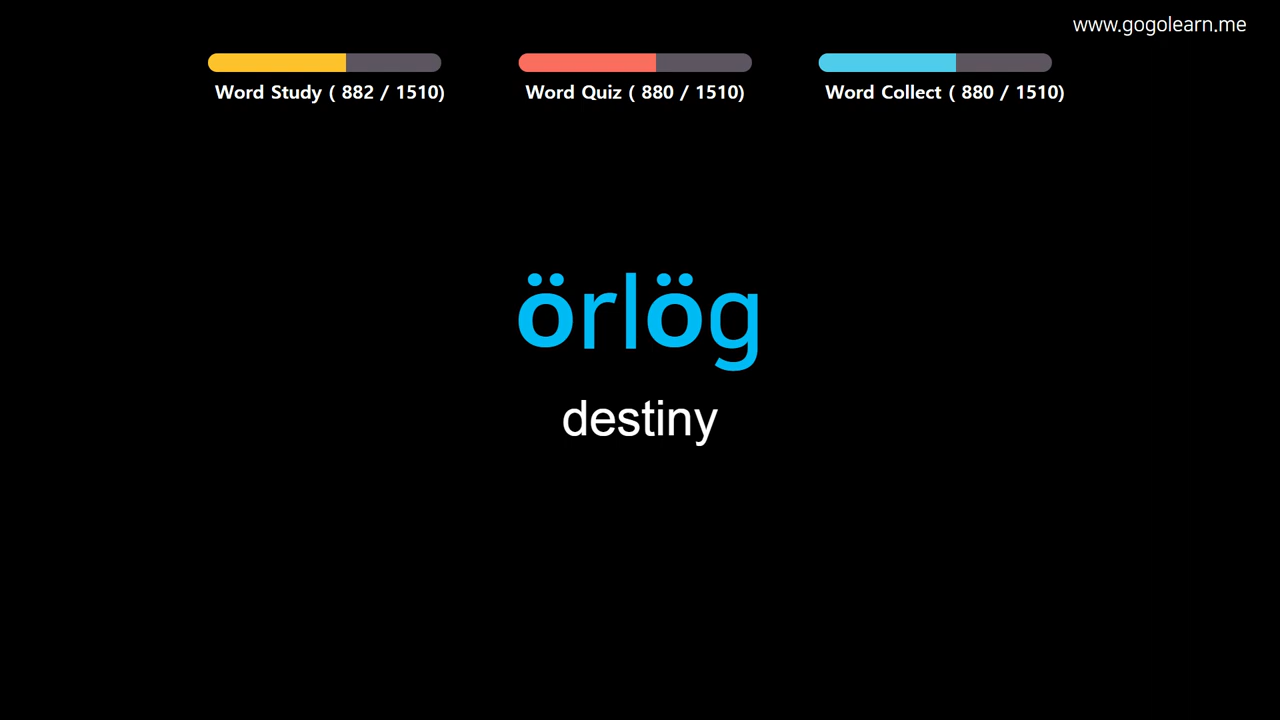 www.gogolearn.me
Word Study ( 882 / 1510)
Word Quiz ( 880 / 1510)
Word Collect ( 880 / 1510)
örlög
destiny